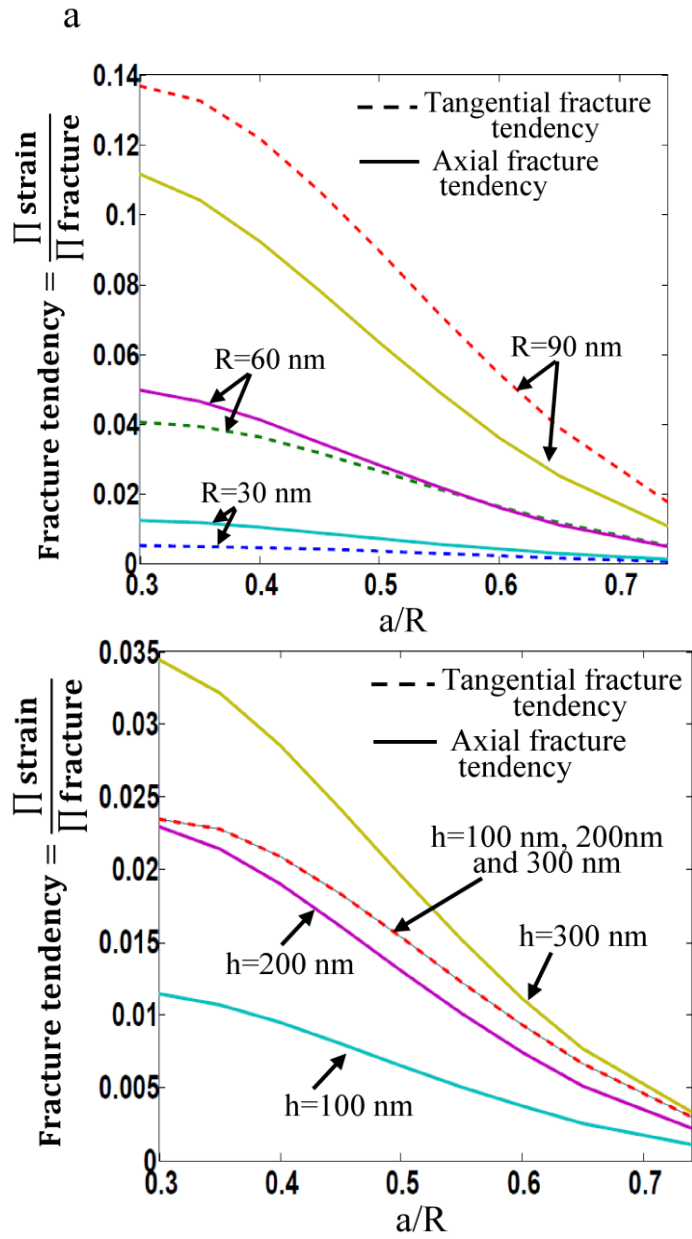 a
0.14
0.12
0.1
0.08
0.06
0.04
0.02
0
Fracture tendency = ∏ strain / ∏ fracture
Tangential fracture
tendency
Axial fracture
tendency
R=60 nm
R=90 nm
R=30 nm
0.3 0.4 0.5 0.6 0.7
a/R
0.035
0.03
0.025
0.02
0.015
0.01
0.005
0
Fracture tendency = ∏ strain / ∏ fracture
Tangential fracture
tendency
Axial fracture
tendency
h=100 nm, 200nm
and 300 nm
h=300 nm
h=200 nm
h=100 nm
0.3 0.4 0.5 0.6 0.7
a/R